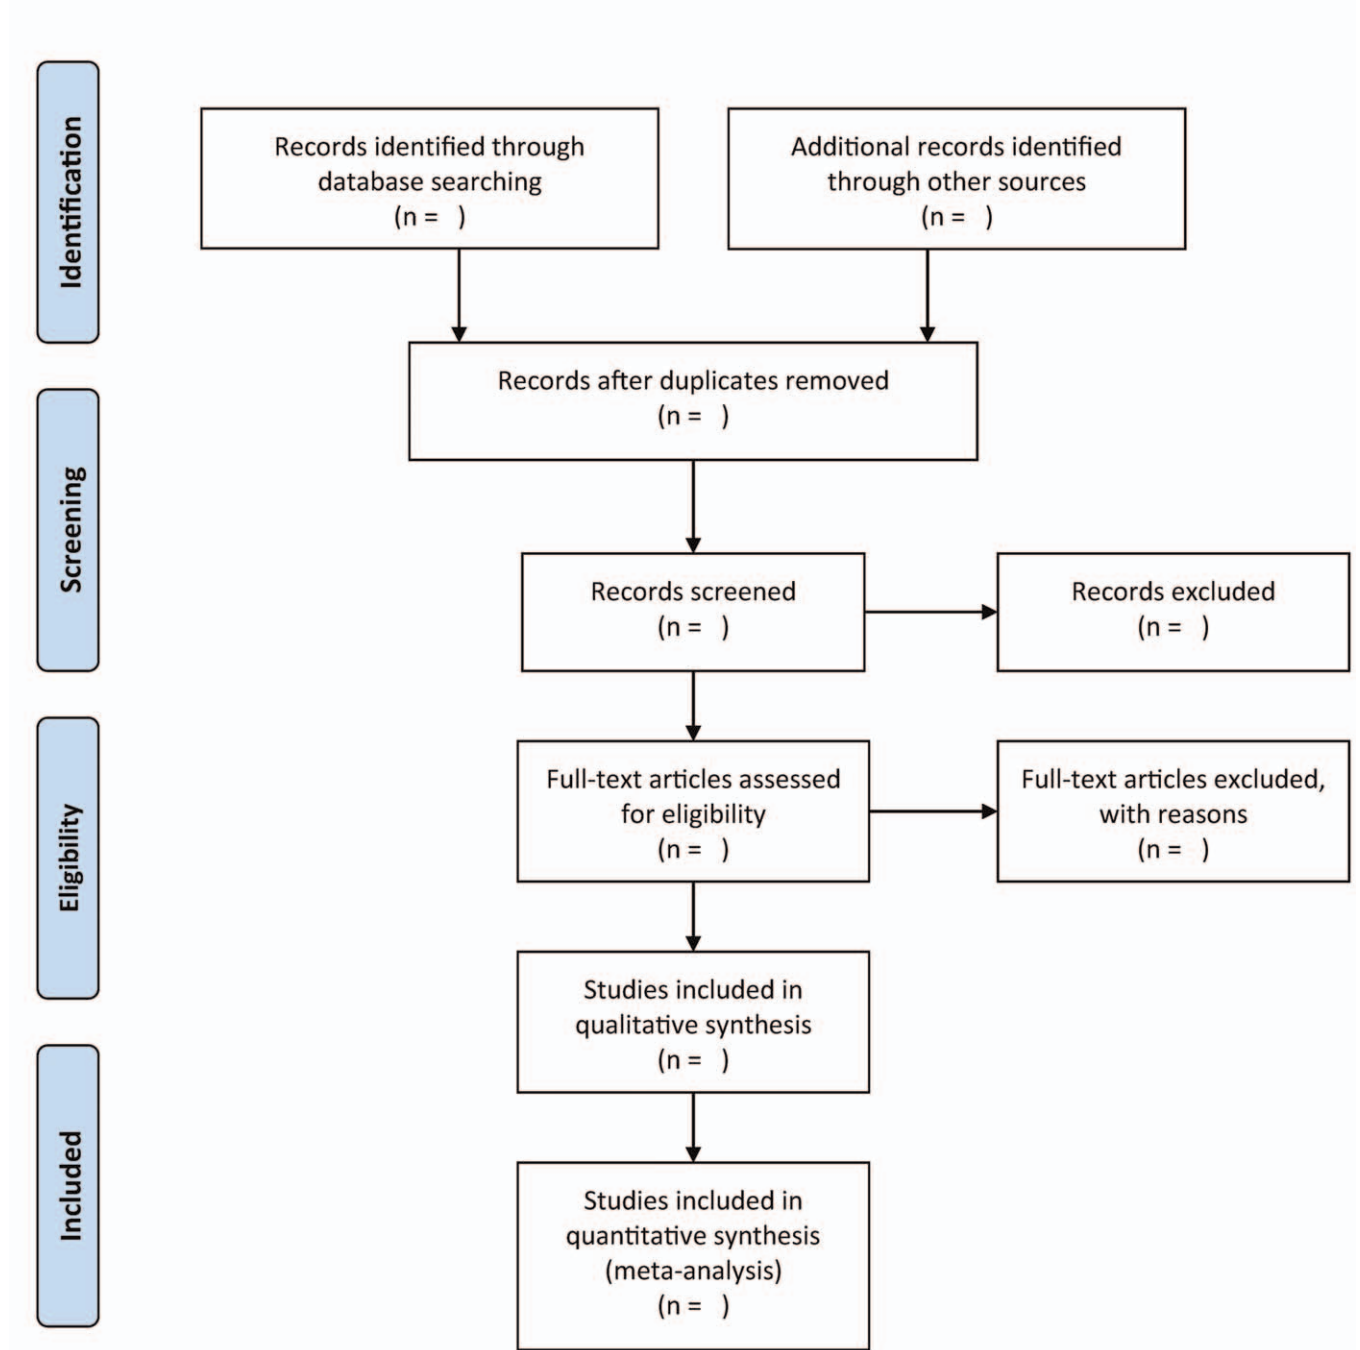 Identification
Records identified through
database searching
(n =   )
Additional records identified
through other sources
(n =   )
Records after duplicates removed
(n =   )
Screening
Records screened
(n =   )
Records excluded
(n =   )
Eligibility
Full-text articles assessed
for eligibility
(n =   )
Full-text articles excluded,
with reasons
(n =   )
Studies included in
qualitative synthesis
(n =   )
Included
Studies included in
quantitative synthesis
(meta-analysis)
(n =   )